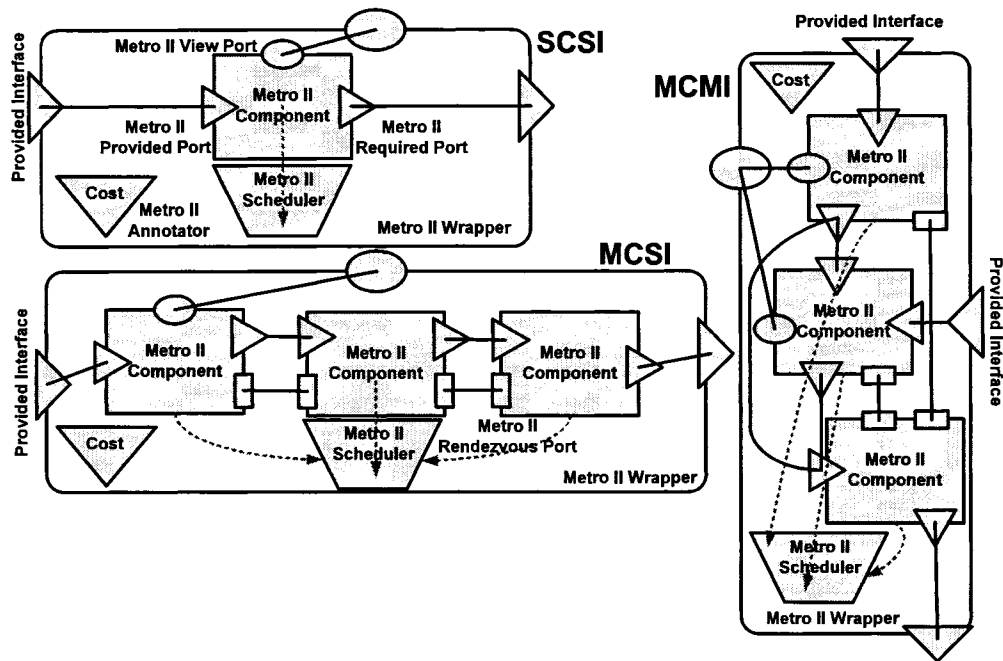 SCSI
Metro II View Port
Provided Interface
Metro II
Component
Metro II
Provided Port
Metro II
Required Port
Metro II
Scheduler
Cost
Metro II
Annotator
Metro II Wrapper
MCSI
Provided Interface
Metro II
Component
Metro II
Component
Metro II
Component
Cost
Metro II
Scheduler
Metro II
Rendezvous Port
Metro II Wrapper
Provided Interface
MCMI
Cost
Metro II
Component
Metro II
Component
Provided Interface
Metro II
Component
Metro II
Scheduler
Metro II Wrapper